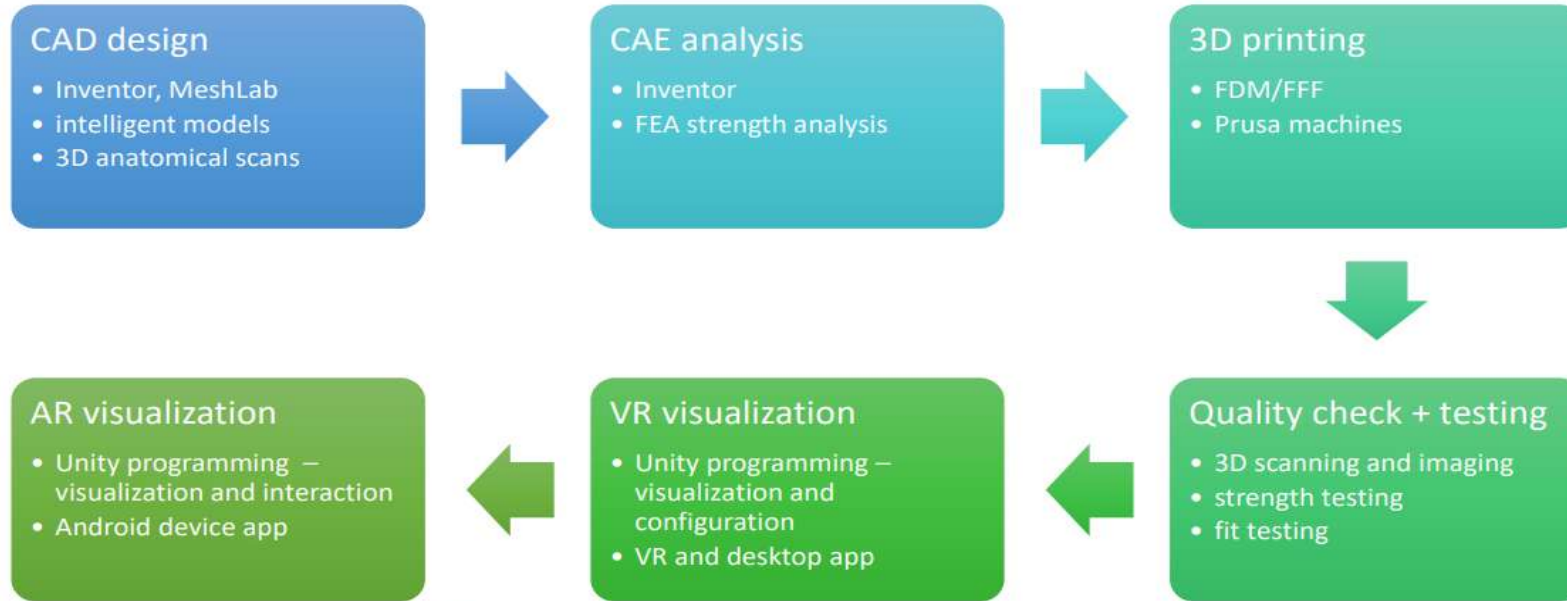 CAD design
• Inventor, MeshLab
• intelligent models
• 3D anatomical scans
CAE analysis
• Inventor
• FEA strength analysis
3D printing
• FDM/FFF
• Prusa machines
Quality check + testing
• 3D scanning and imaging
• strength testing
• fit testing
VR visualization
• Unity programming –
visualization and
configuration
• VR and desktop app
AR visualization
• Unity programming –
visualization and interaction
• Android device app